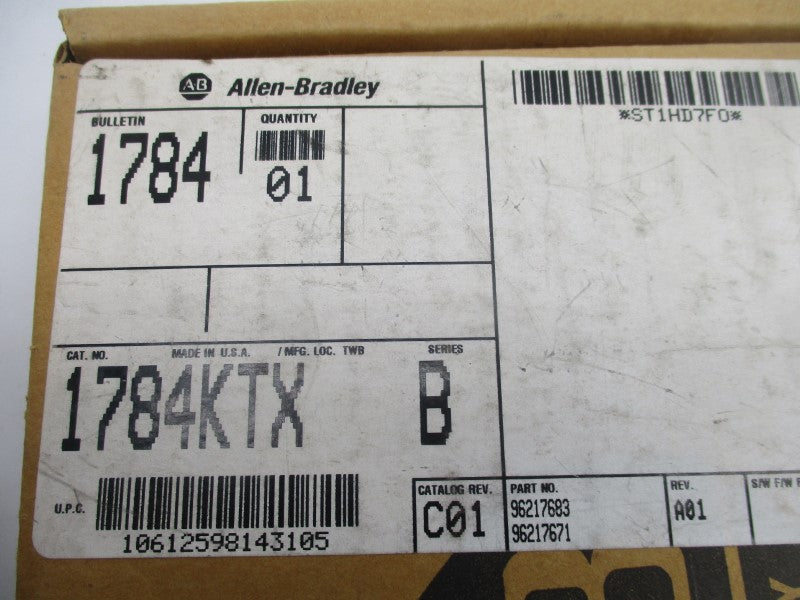 AB Allen-Bradley
*ST1HD7F0*
BULLETIN
1784
QUANTITY
01
CAT. NO. MADE IN U.S.A. / MFG. LOC. TWB SERIES
1784KTX B
U.P.C.
10612598143105
CATALOG REV.
C01
PART NO.
96217683
96217671
REV.
A01
S/W F/W